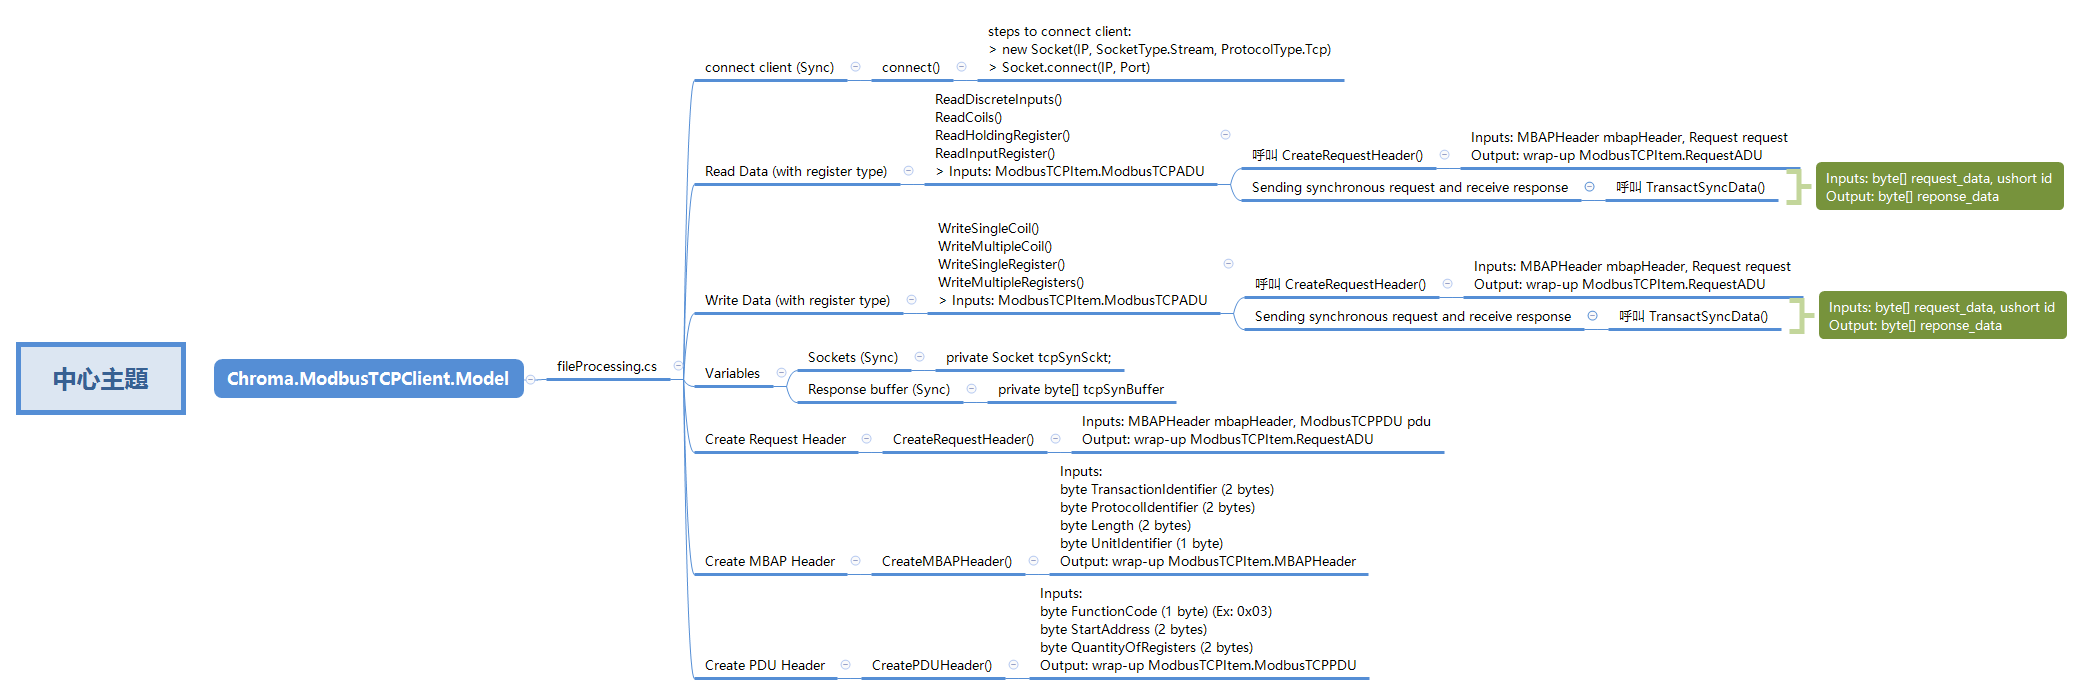 中心主題
Chroma.ModbusTCPClient.Model
fileProcessing.cs
connect client (Sync)
connect()
steps to connect client:
> new Socket(IP, SocketType.Stream, ProtocolType.Tcp)
> Socket.connect(IP, Port)
Read Data (with register type)
ReadDiscreteInputs()
ReadCoils()
ReadHoldingRegister()
ReadInputRegister()
> Inputs: ModbusTCPItem.ModbusTCPADU
呼叫 CreateRequestHeader()
Inputs: MBAPHeader mbapHeader, Request request
Output: wrap-up ModbusTCPItem.RequestADU
Sending synchronous request and receive response
呼叫 TransactSyncData()
Inputs: byte[] request_data, ushort id
Output: byte[] reponse_data
Write Data (with register type)
WriteSingleCoil()
WriteMultipleCoil()
WriteSingleRegister()
WriteMultipleRegisters()
> Inputs: ModbusTCPItem.ModbusTCPADU
呼叫 CreateRequestHeader()
Inputs: MBAPHeader mbapHeader, Request request
Output: wrap-up ModbusTCPItem.RequestADU
Sending synchronous request and receive response
呼叫 TransactSyncData()
Inputs: byte[] request_data, ushort id
Output: byte[] reponse_data
Variables
Sockets (Sync)
private Socket tcpSynSckt;
Response buffer (Sync)
private byte[] tcpSynBuffer
Create Request Header
CreateRequestHeader()
Inputs: MBAPHeader mbapHeader, ModbusTCPPDU pdu
Output: wrap-up ModbusTCPItem.RequestADU
Create MBAP Header
CreateMBAPHeader()
Inputs:
byte TransactionIdentifier (2 bytes)
byte ProtocolIdentifier (2 bytes)
byte Length (2 bytes)
byte UnitIdentifier (1 byte)
Output: wrap-up ModbusTCPItem.MBAPHeader
Create PDU Header
CreatePDUHeader()
Inputs:
byte FunctionCode (1 byte) (Ex: 0x03)
byte StartAddress (2 bytes)
byte QuantityOfRegisters (2 bytes)
Output: wrap-up ModbusTCPItem.ModbusTCPPDU